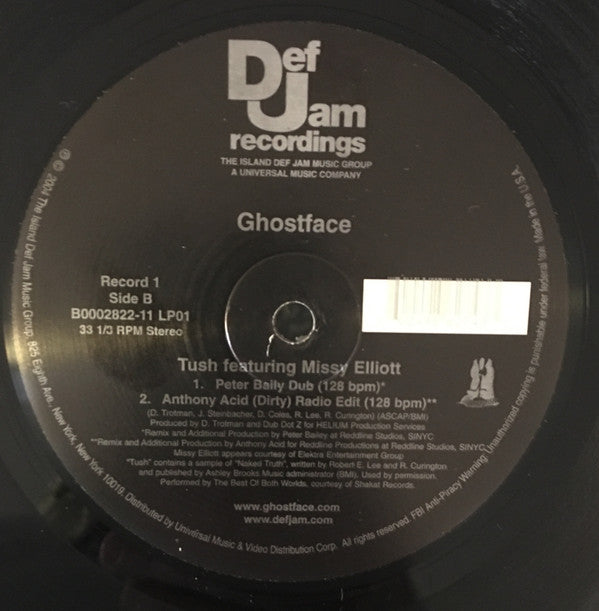 Def
Jam
recordings
THE ISLAND DEF JAM MUSIC GROUP
A UNIVERSAL MUSIC COMPANY
Ghostface
Record 1
Side B
B0002822-11 LP01
33 1/3 RPM Stereo
Tush featuring Missy Elliott
1. Peter Baily Dub (128 bpm)*
2. Anthony Acid (Dirty) Radio Edit (128 bpm)**
(D. Trotman, J. Steinbacher, D. Coles, R. Lee, R. Curington) (ASCAP/BMI)
Produced by D. Trotman and Dub Dot Z for HELIUM Production Services
*Remix and Additional Production by Peter Bailey at Reddline Studios, SINYC
**Remix and Additional Production by Anthony Acid for Reddline Productions at Reddline Studios, SINYC
Missy Elliott appears courtesy of Elektra Entertainment Group
"Tush" contains a sample of "Naked Truth", written by Robert E. Lee and R. Curington
and published by Ashley Brooks Music administrator (BMI). Used by permission.
Performed by The Best Of Both Worlds, courtesy of Shakat Records.
www.ghostface.com
www.defjam.com
℗ © 2004 The Island Def Jam Music Group, 825 Eighth Ave., New York, New York 10019. Distributed by Universal Music & Video Distribution Corp. All rights reserved. FBI Anti-Piracy Warning: Unauthorized copying is punishable under federal law. Made in the U.S.A.